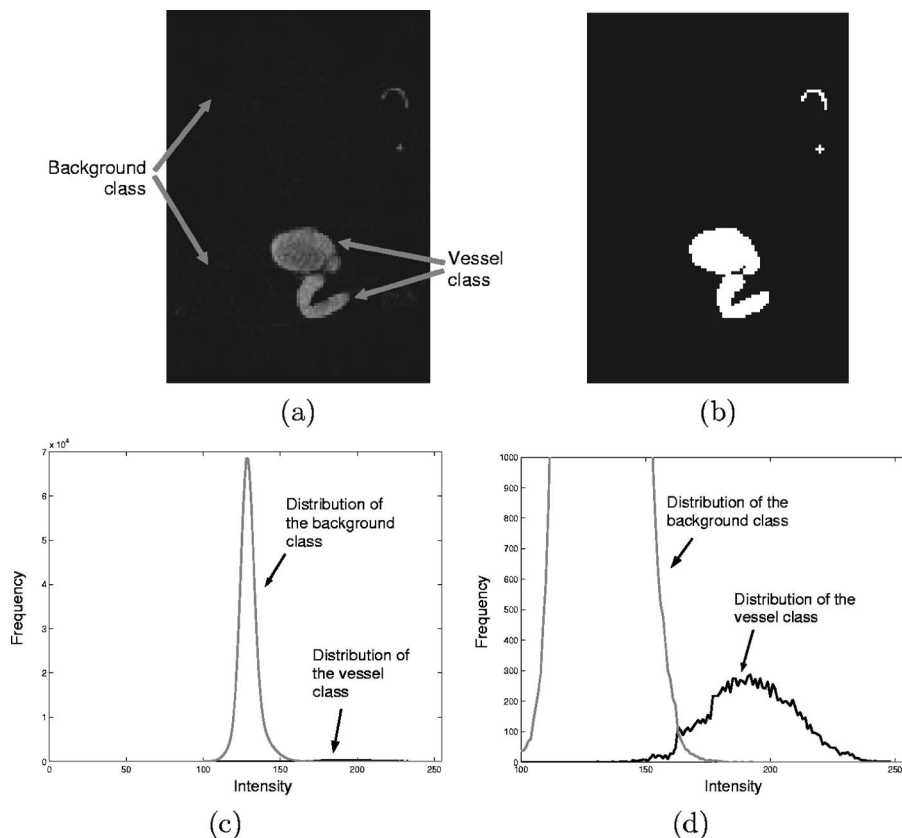 Background
class
Vessel
class
(a)
(b)
7 x 10^4
6
5
4
3
2
1
0
Frequency
Distribution of
the background
class
Distribution of
the vessel
class
0 50 100 150 200 250
Intensity
(c)
1000
900
800
700
600
500
400
300
200
100
0
Frequency
Distribution of the
background class
Distribution of the
vessel class
100 150 200 250
Intensity
(d)